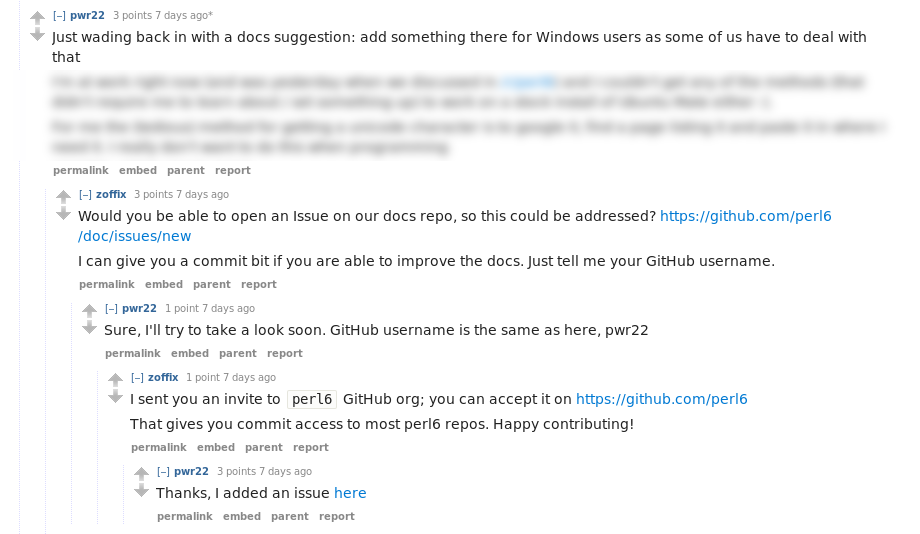 [–] pwr22 3 points 7 days ago*
Just wading back in with a docs suggestion: add something there for Windows users as some of us have to deal with
that
permalink embed parent report
[–] zoffix 3 points 7 days ago
Would you be able to open an Issue on our docs repo, so this could be addressed? https://github.com/perl6
/doc/issues/new
I can give you a commit bit if you are able to improve the docs. Just tell me your GitHub username.
permalink embed parent report
[–] pwr22 1 point 7 days ago
Sure, I'll try to take a look soon. GitHub username is the same as here, pwr22
permalink embed parent report
[–] zoffix 1 point 7 days ago
I sent you an invite to perl6 GitHub org; you can accept it on https://github.com/perl6
That gives you commit access to most perl6 repos. Happy contributing!
permalink embed parent report
[–] pwr22 3 points 7 days ago
Thanks, I added an issue here
permalink embed parent report